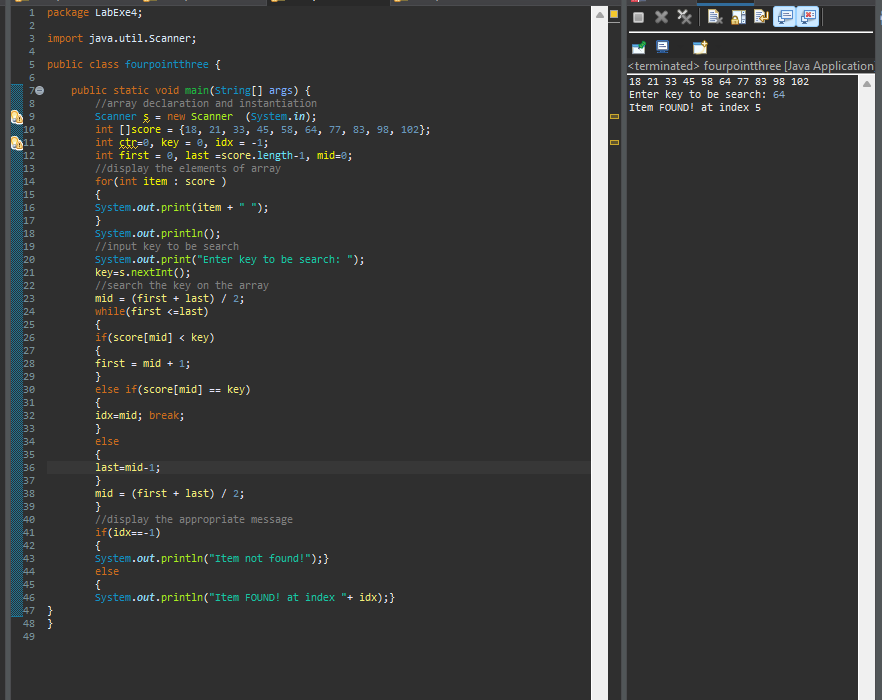 1 package LabExe4;
2
3 import java.util.Scanner;
4
5 public class fourpointthree {
6
7 public static void main(String[] args) {
8 //array declaration and instantiation
9 Scanner s = new Scanner (System.in);
10 int []score = {18, 21, 33, 45, 58, 64, 77, 83, 98, 102};
11 int ctr=0, key = 0, idx = -1;
12 int first = 0, last =score.length-1, mid=0;
13 //display the elements of array
14 for(int item : score )
15 {
16 System.out.print(item + " ");
17 }
18 System.out.println();
19 //input key to be search
20 System.out.print("Enter key to be search: ");
21 key=s.nextInt();
22 //search the key on the array
23 mid = (first + last) / 2;
24 while(first <=last)
25 {
26 if(score[mid] < key)
27 {
28 first = mid + 1;
29 }
30 else if(score[mid] == key)
31 {
32 idx=mid; break;
33 }
34 else
35 {
36 last=mid-1;
37 }
38 mid = (first + last) / 2;
39 }
40 //display the appropriate message
41 if(idx==-1)
42 {
43 System.out.println("Item not found!");}
44 else
45 {
46 System.out.println("Item FOUND! at index "+ idx);}
47 }
48 }
49
<terminated> fourpointthree [Java Application
18 21 33 45 58 64 77 83 98 102
Enter key to be search: 64
Item FOUND! at index 5